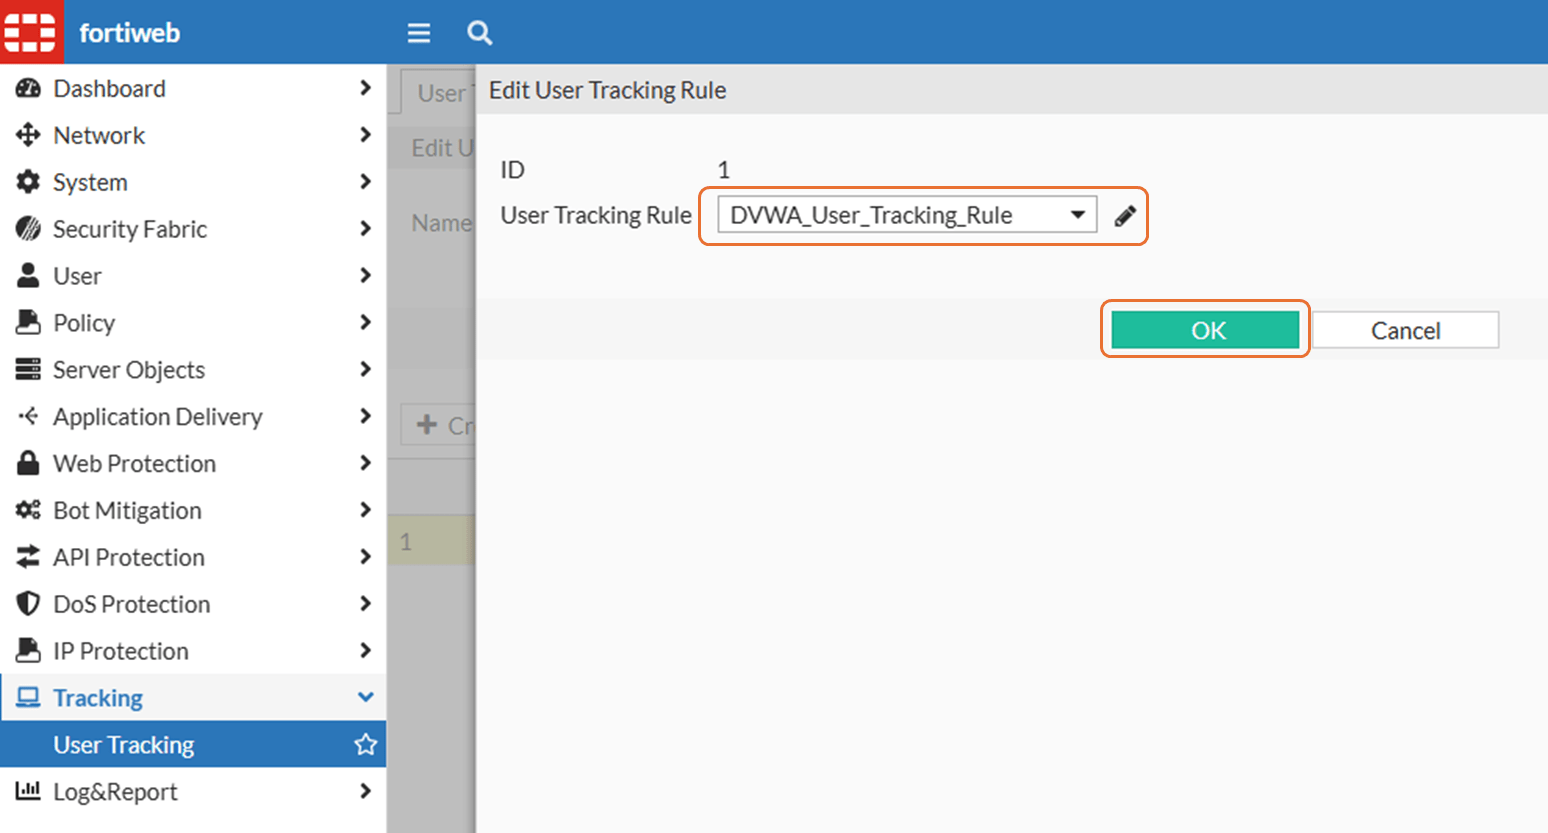 fortiweb
Dashboard
Network
System
Security Fabric
User
Policy
Server Objects
Application Delivery
Web Protection
Bot Mitigation
API Protection
DoS Protection
IP Protection
Tracking
User Tracking
Log&Report
User
Edit U
Name
Cr
1
Edit User Tracking Rule
ID 1
User Tracking Rule DVWA_User_Tracking_Rule
OK Cancel